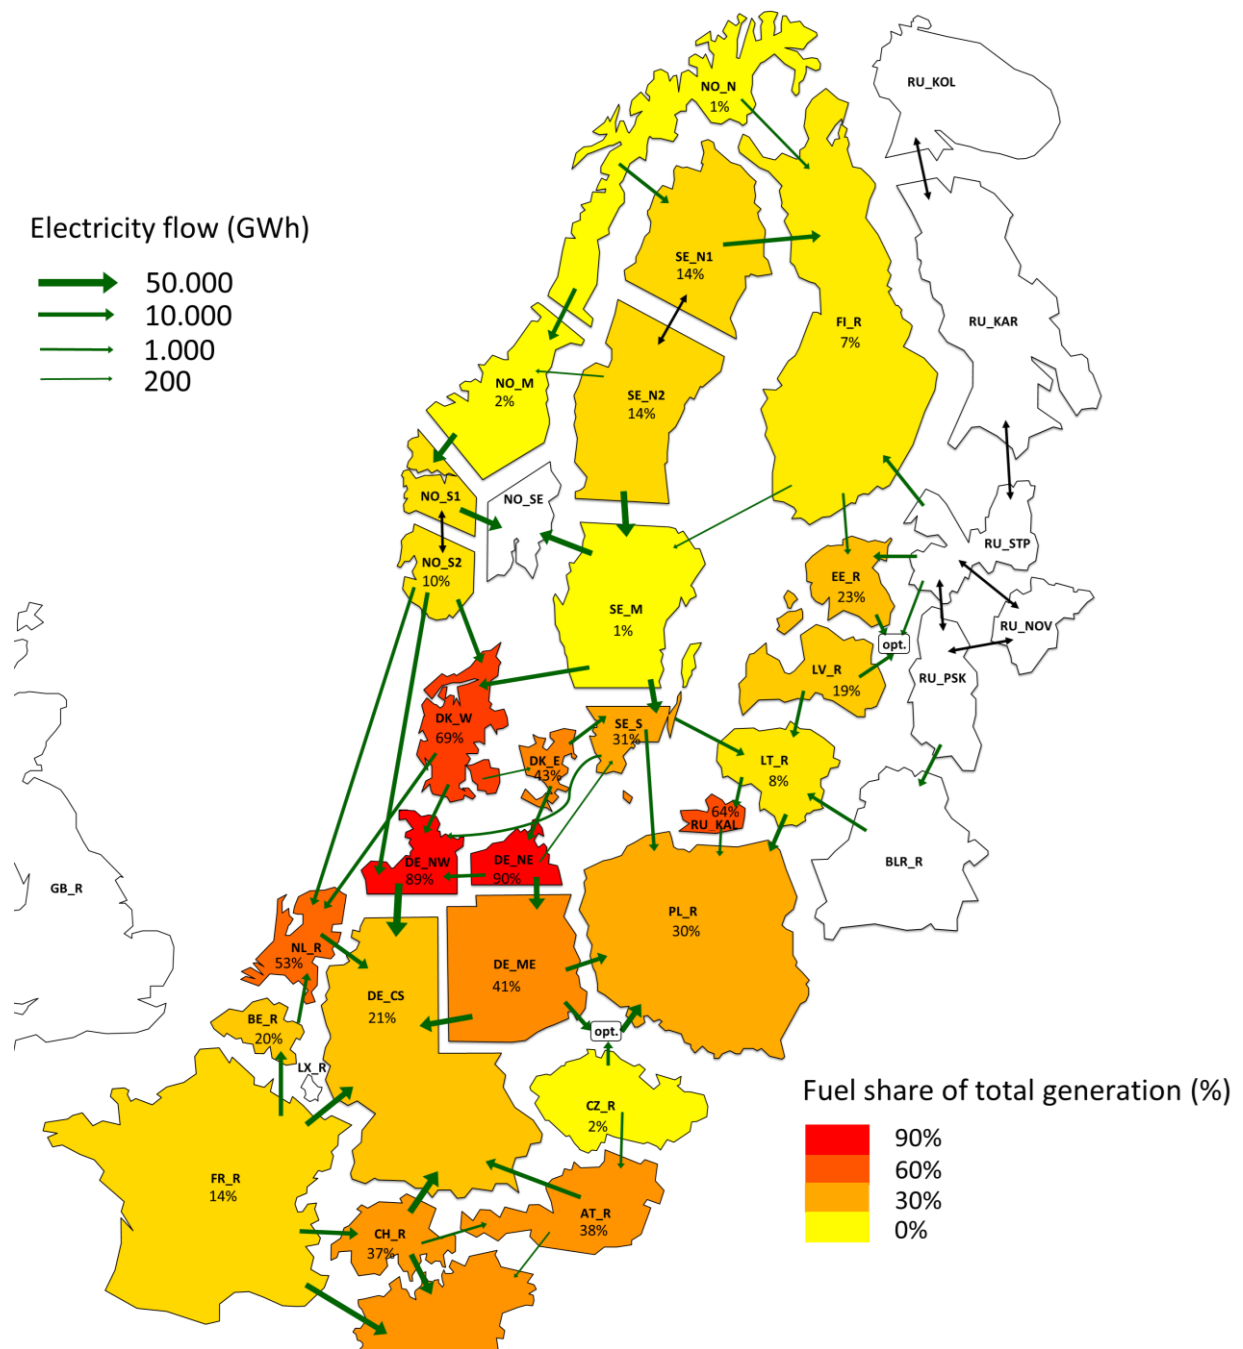 NO_N
1%
RU_KOL
Electricity flow (GWh)
50.000
10.000
1.000
200
SE_N1
14%
FI_R
7%
RU_KAR
NO_M
2%
SE_N2
14%
NO_S1
NO_SE
NO_S2
10%
RU_STP
EE_R
23%
SE_M
1%
RU_NOV
opt.
LV_R
19%
RU_PSK
DK_W
69%
SE_S
31%
DK_E
43%
LT_R
8%
64%
RU_KAL
DE_NW
89%
DE_NE
90%
BLR_R
GB_R
PL_R
30%
NL_R
53%
DE_ME
41%
DE_CS
21%
BE_R
20%
opt.
LX_R
CZ_R
2%
Fuel share of total generation (%)
90%
60%
30%
0%
FR_R
14%
CH_R
37%
AT_R
38%